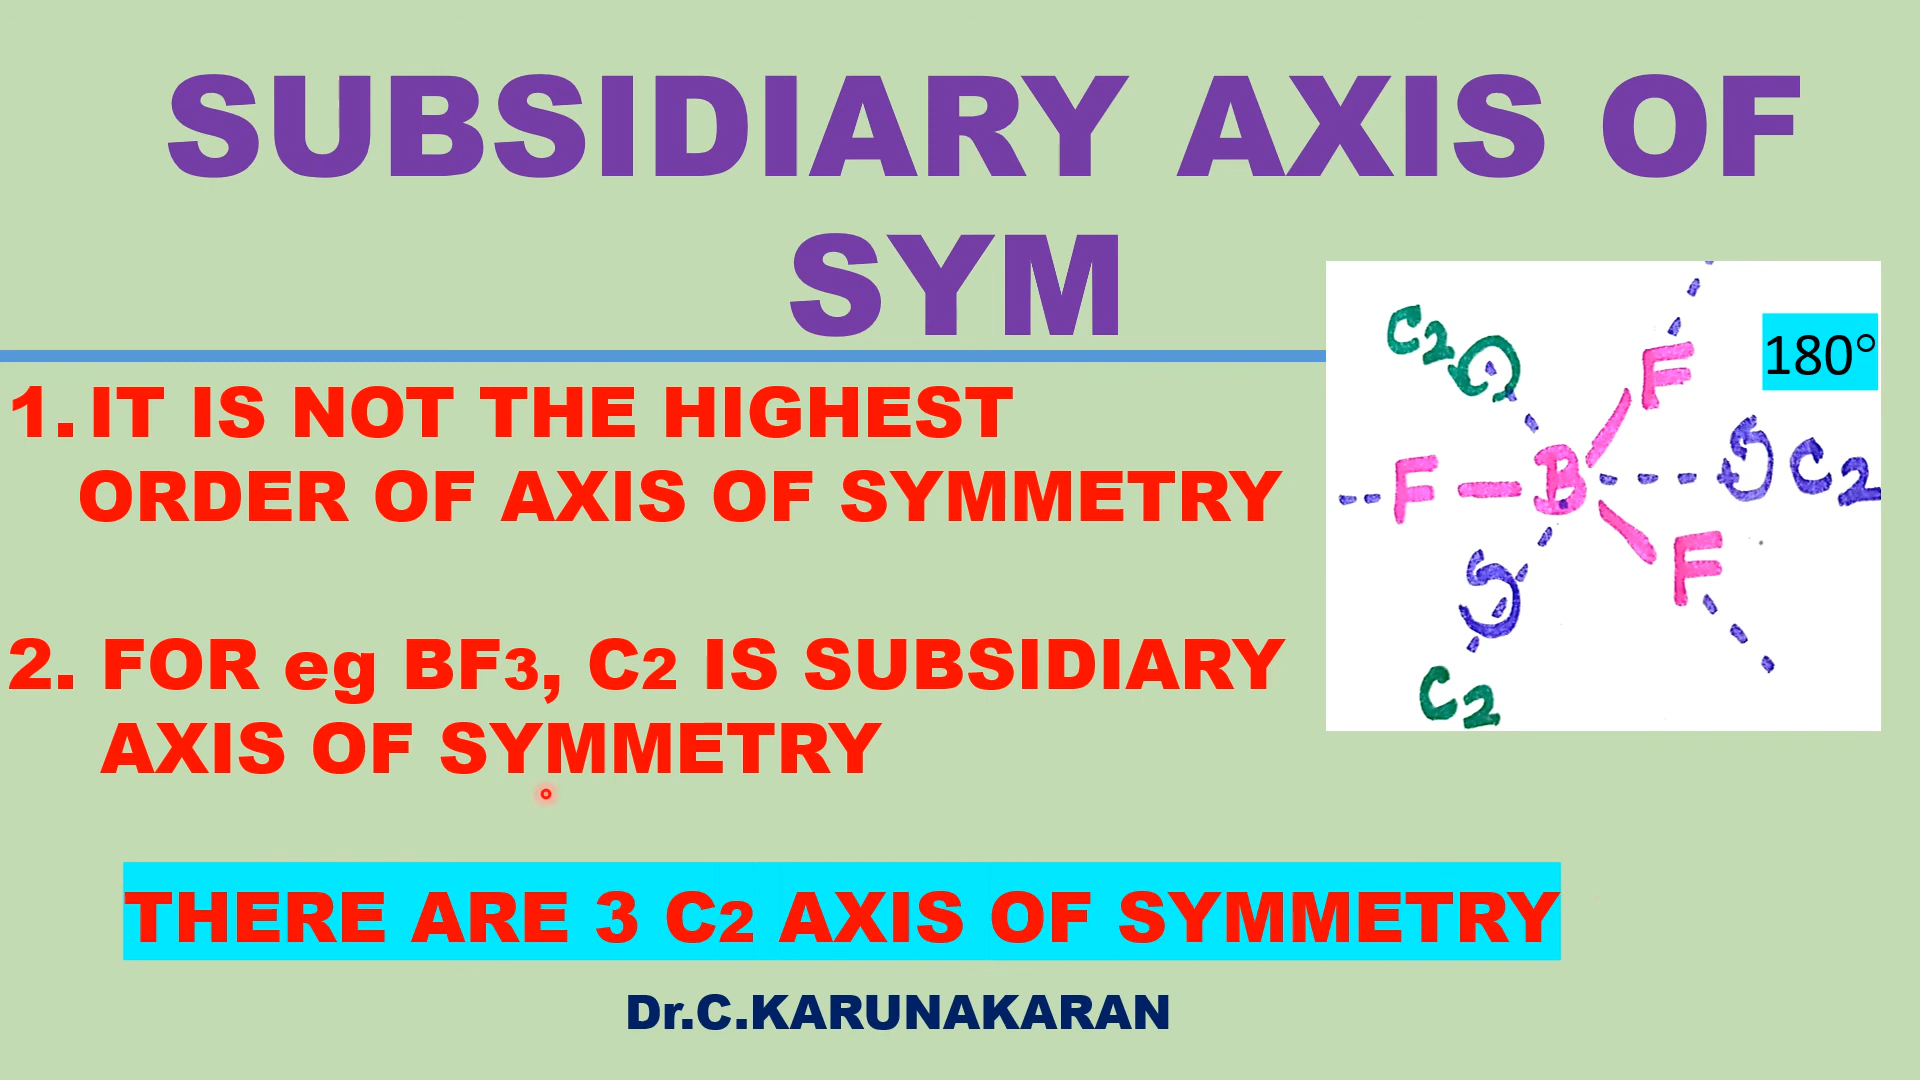 SUBSIDIARY AXIS OF
SYM
1. IT IS NOT THE HIGHEST
ORDER OF AXIS OF SYMMETRY
2. FOR eg BF3, C2 IS SUBSIDIARY
AXIS OF SYMMETRY
THERE ARE 3 C2 AXIS OF SYMMETRY
Dr.C.KARUNAKARAN
C2
F
180°
F B C2
F
C2